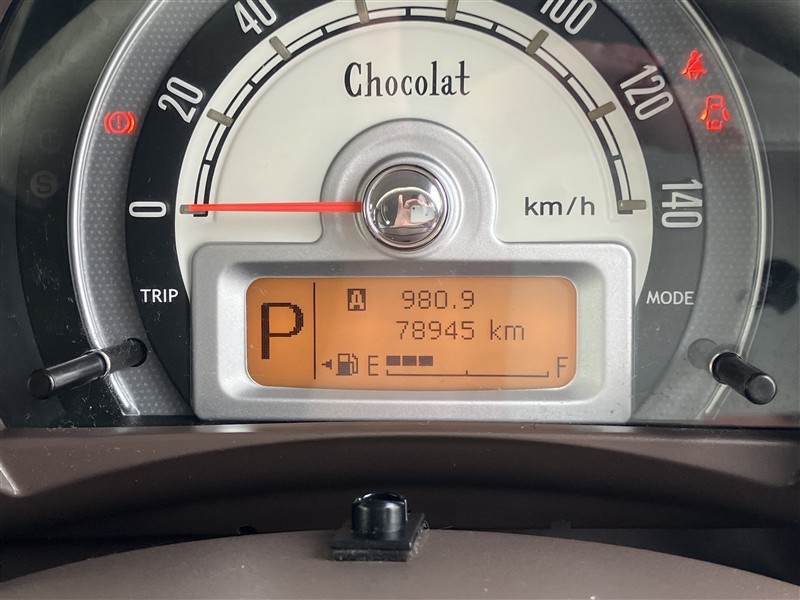 40
100
20
Chocolat
120
0
km/h
140
TRIP
MODE
P
A 980.9
78945 km
E F